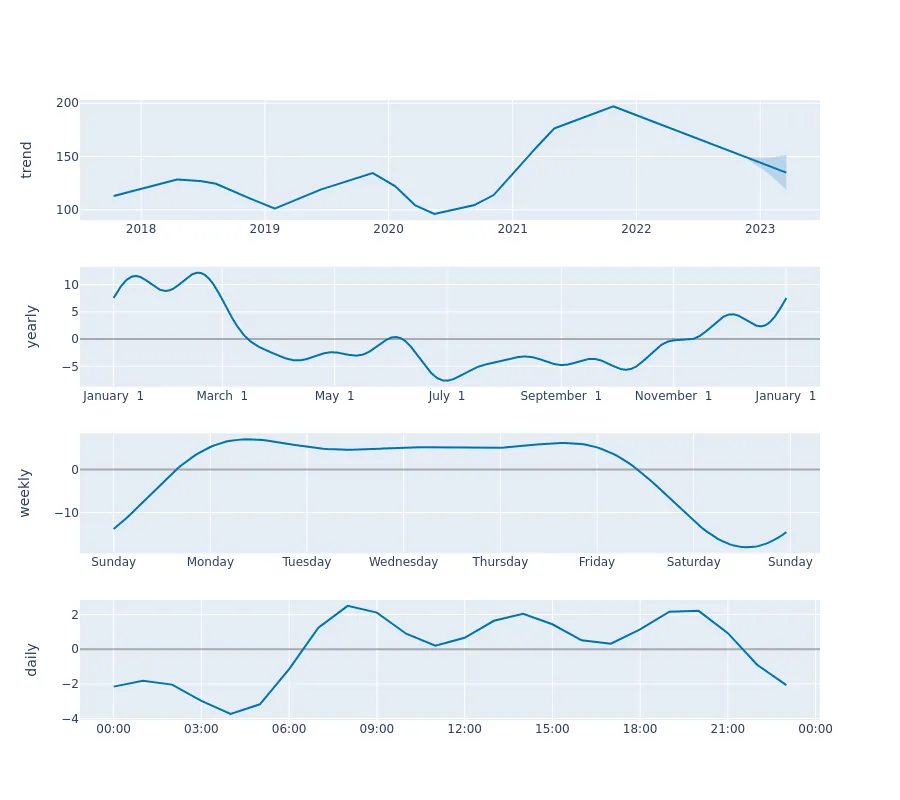 trend
200
150
100
2018 2019 2020 2021 2022 2023
yearly
10
5
0
−5
January 1 March 1 May 1 July 1 September 1 November 1 January 1
weekly
0
−10
Sunday Monday Tuesday Wednesday Thursday Friday Saturday Sunday
daily
2
0
−2
−4
00:00 03:00 06:00 09:00 12:00 15:00 18:00 21:00 00:00